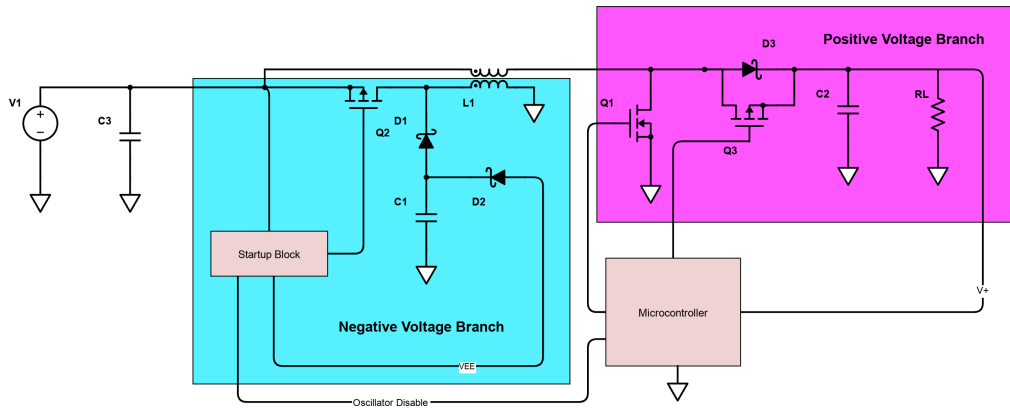 Positive Voltage Branch
D3
V1
+
−
C3
L1
Q2
D1
Q1
C2
RL
Q3
C1
D2
Startup Block
V+
Microcontroller
Negative Voltage Branch
VEE
Oscillator Disable